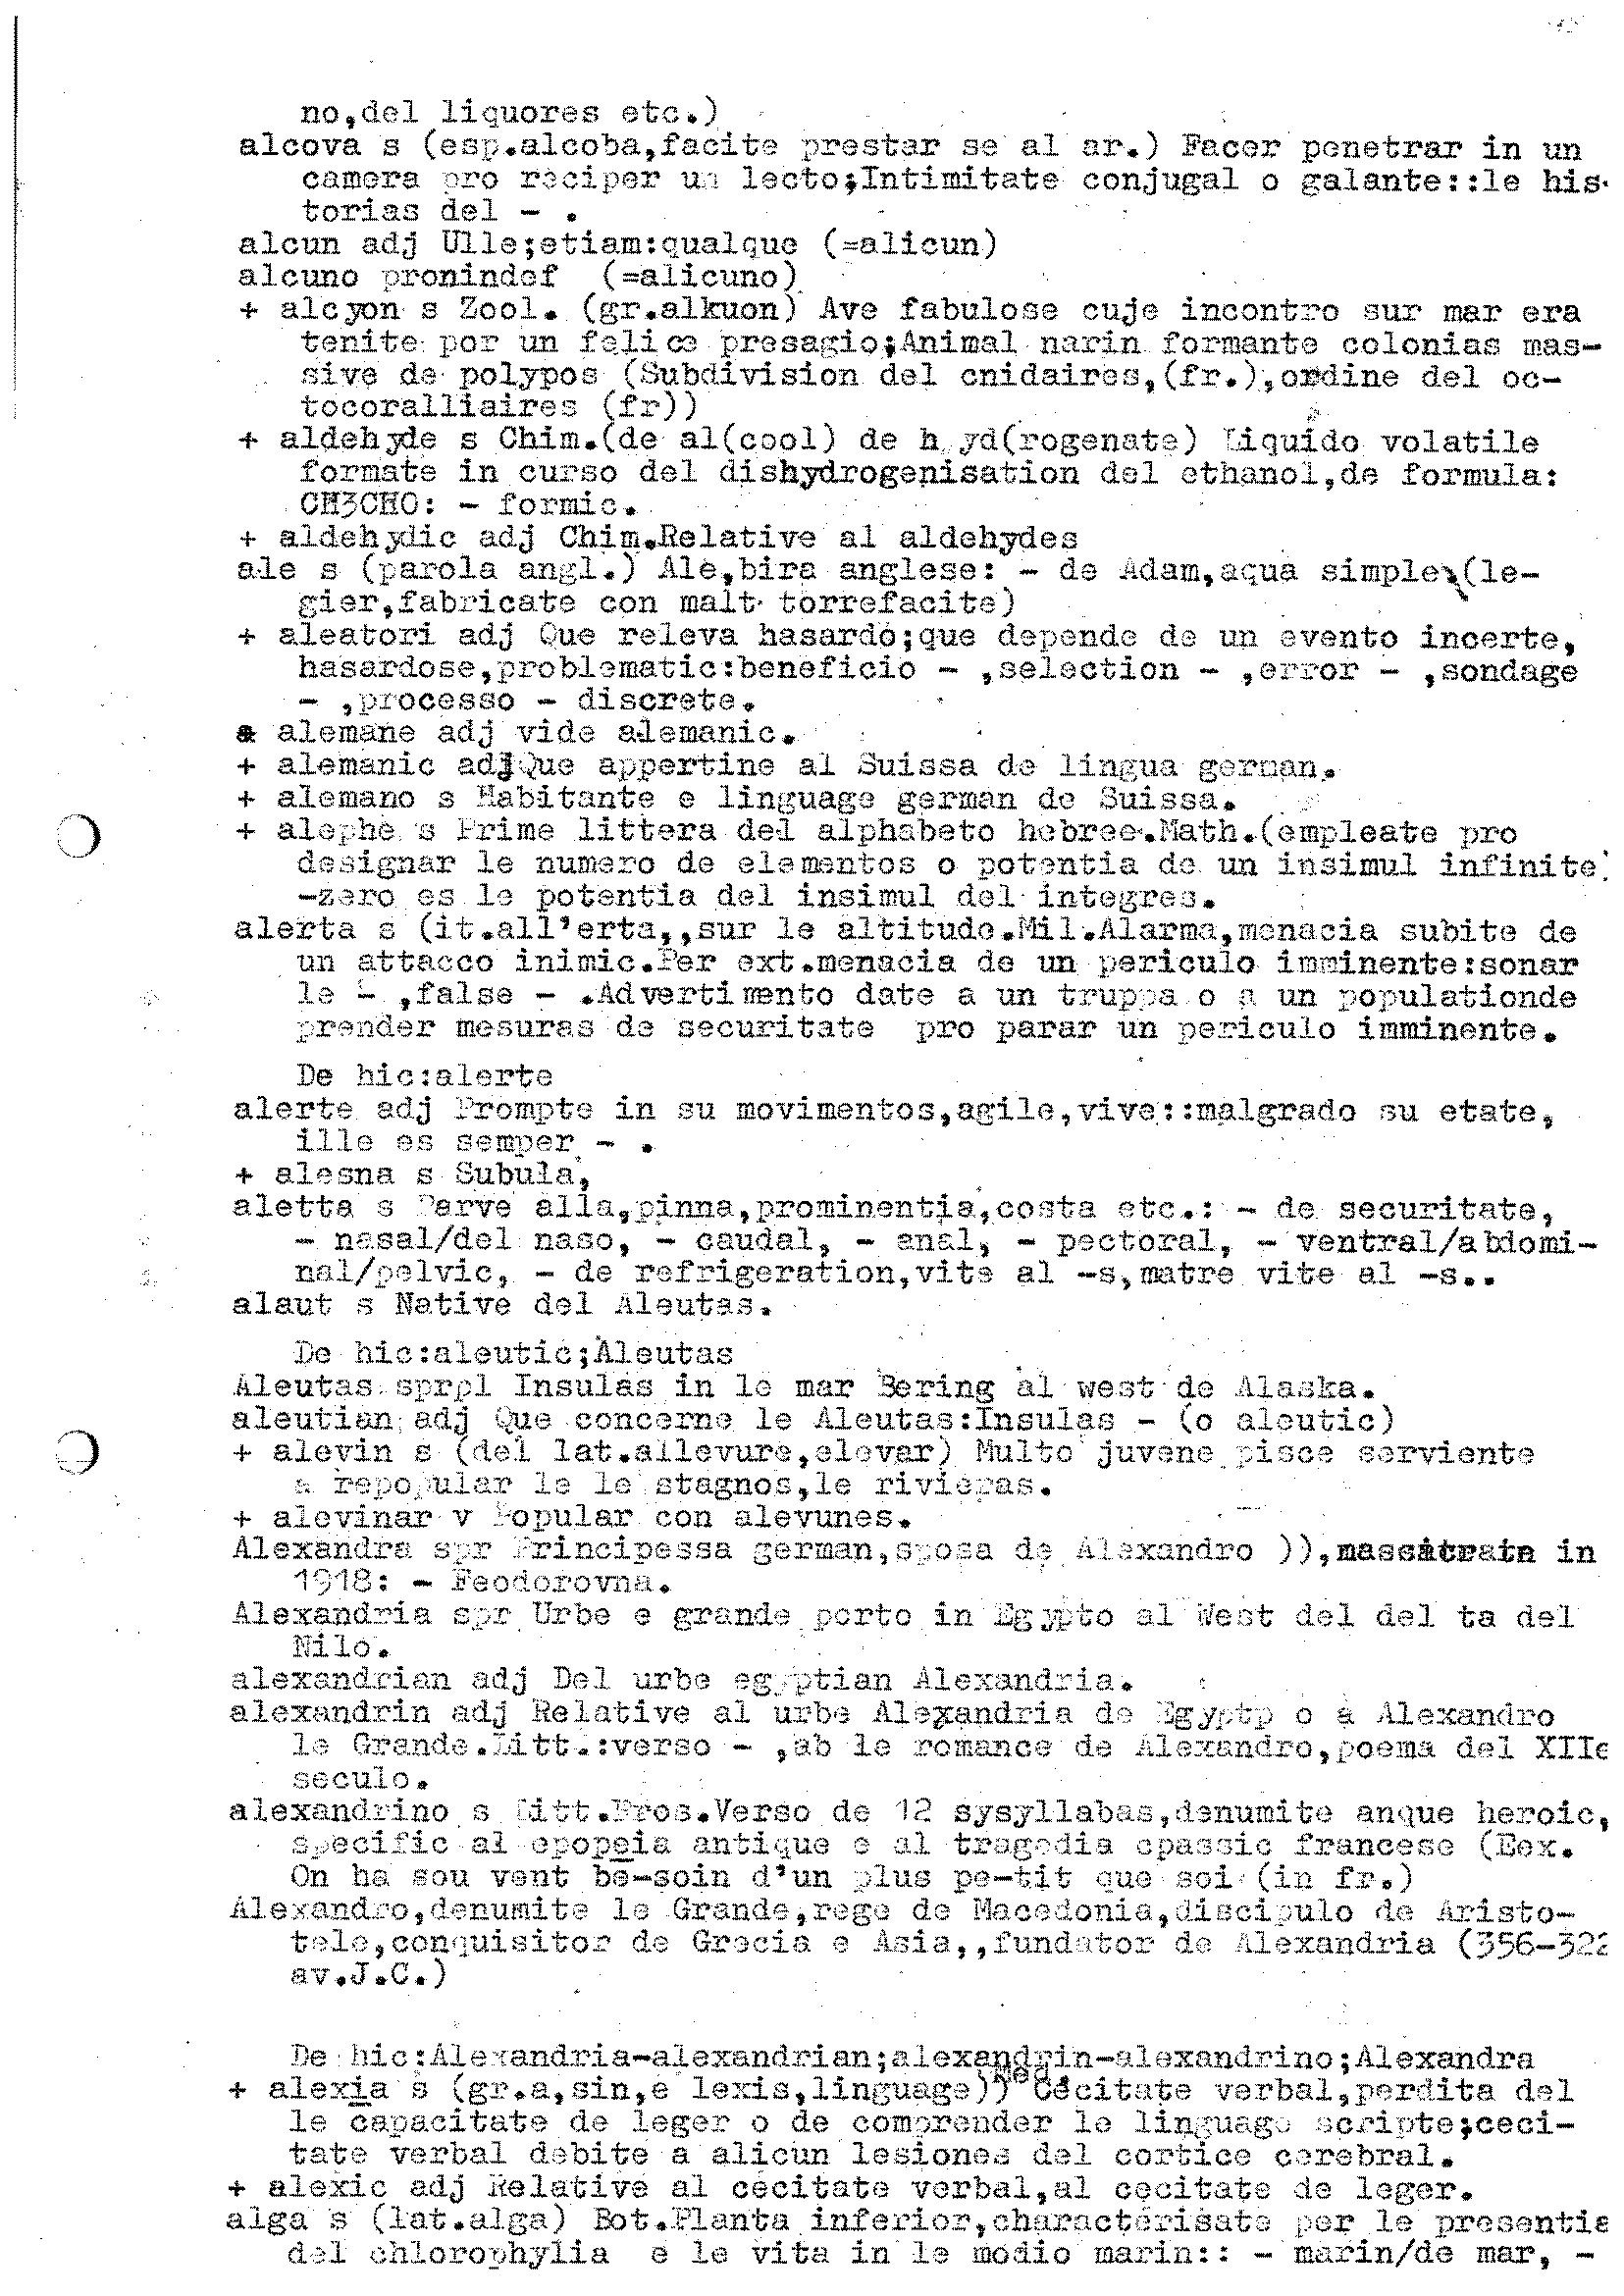 no,del liquores etc.)
alcova s (esp.alcoba,facite prestar se al ar.) Facer penetrar in un
camera pro reciper un lecto;Intimitate conjugal o galante::le his-
torias del - .
alcun adj Ulle;etiam:qualque (=alicun)
alcuno pronindef (=alicuno)
+ alcyon s Zool. (gr.alkuon) Ave fabulose cuje incontro sur mar era
tenite por un felice presagio;Animal narin formante colonias mas-
sive de polypos (Subdivision del cnidaires,(fr.),ordine del oc-
tocoralliaires (fr))
+ aldehyde s Chim.(de al(cool) de h yd(rogenate) Liquido volatile
formate in curso del dishydrogenisation del ethanol,de formula:
CH3CHO: - formic.
+ aldehydic adj Chim.Relative al aldehydes
ale s (parola angl.) Ale,bira anglese: - de Adam,aqua simple,(le-
gier,fabricate con malt torrefacite)
+ aleatori adj Que releva hasardo;que depende de un evento incerte,
hasardose,problematic:beneficio - ,selection - ,error - ,sondage
- ,processo - discrete.
alemane adj vide alemanic.
+ alemanic adj Que appertine al Suissa de lingua german.
+ alemano s Habitante e linguage german de Suissa.
+ alephe s Prime littera del alphabeto hebree.Math.(empleate pro
designar le numero de elementos o potentia de un insimul infinite)
-zero es le potentia del insimul del integres.
alerta s (it.all'erta,,sur le altitude.Mil.Alarma,menacia subite de
un attacco inimic.Per ext.menacia de un periculo imminente:sonar
le - ,false - .Advertimento date a un truppa o a un populationde
prender mesuras de securitate pro parar un periculo imminente.
De hic:alerte
alerte adj Prompte in su movimentos,agile,vive::malgrado su etate,
ille es semper - .
+ alesna s Subula,
aletta s Parve alla,pinna,prominentia,costa etc.: - de securitate,
- nasal/del naso, - caudal, - anal, - pectoral, - ventral/abdomi-
nal/pelvic, - de refrigeration,vite al -s,matre vite al -s..
alaut s Native del Aleutas.
De hic:aleutic;Aleutas
Aleutas sprpl Insulas in le mar Bering al west de Alaska.
aleutian adj Que concerne le Aleutas:Insulas - (o aleutic)
+ alevin s (del lat.allevure,elevar) Multo juvene pisce serviente
a repopular le le stagnos,le rivieras.
+ alevinar v Popular con alevunes.
Alexandra spr Principessa german,sposa de Alexandro )), in
1918: - Feodorovna.
Alexandria spr Urbe e grande porto in Egypto al West del del ta del
Nilo.
alexandrian adj Del urbe egyptian Alexandria.
alexandrin adj Relative al urbe Alexandria de Egyptp o a Alexandro
le Grande.Litt.:verso - ,ab le romance de Alexandro,poema del XIIe
seculo.
alexandrino s Litt.Pros.Verso de 12 sysyllabas,denumite anque heroic,
specific al epopeia antique e al tragedia cpassic francese (Eex.
On ha sou vent be-soin d'un plus pe-tit que soi (in fr.)
Alexandro,denumite le Grande,rege de Macedonia,discipulo de Aristo-
tele,conquisitor de Grecia e Asia,,fundator de Alexandria (356-322
av.J.C.)
De hic:Alexandria-alexandrian;alexandrin-alexandrino;Alexandra
+ alexia s (gr.a,sin,e lexis,linguage)) Med. Cecitate verbal,perdita del
le capacitate de leger o de comprender le linguage scripte;ceci-
tate verbal debite a alicun lesiones del cortice cerebral.
+ alexic adj Relative al cecitate verbal,al cecitate de leger.
alga s (lat.alga) Bot.Planta inferior,characterisate per le presentia
del chlorophylia e le vita in le medio marin:: - marin/de mar, -